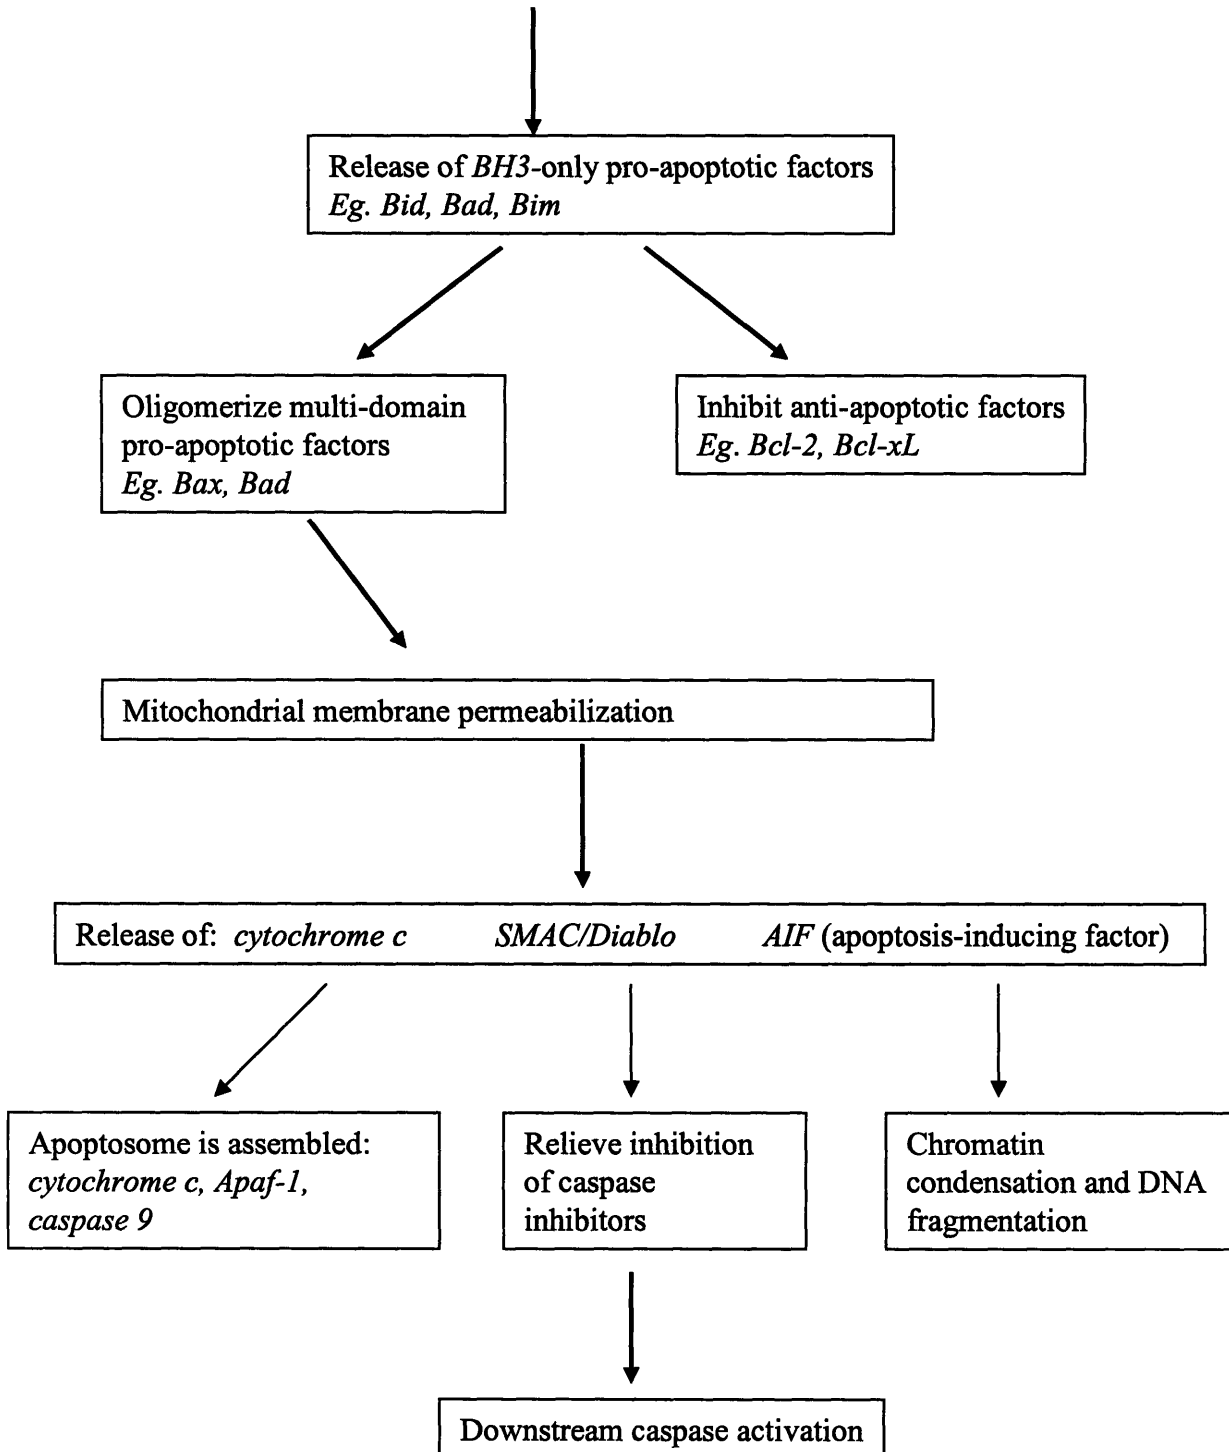 Release of BH3-only pro-apoptotic factors
Eg. Bid, Bad, Bim
Oligomerize multi-domain
pro-apoptotic factors
Eg. Bax, Bad
Inhibit anti-apoptotic factors
Eg. Bcl-2, Bcl-xL
Mitochondrial membrane permeabilization
Release of: cytochrome c SMAC/Diablo AIF (apoptosis-inducing factor)
Apoptosome is assembled:
cytochrome c, Apaf-1,
caspase 9
Relieve inhibition
of caspase
inhibitors
Chromatin
condensation and DNA
fragmentation
Downstream caspase activation